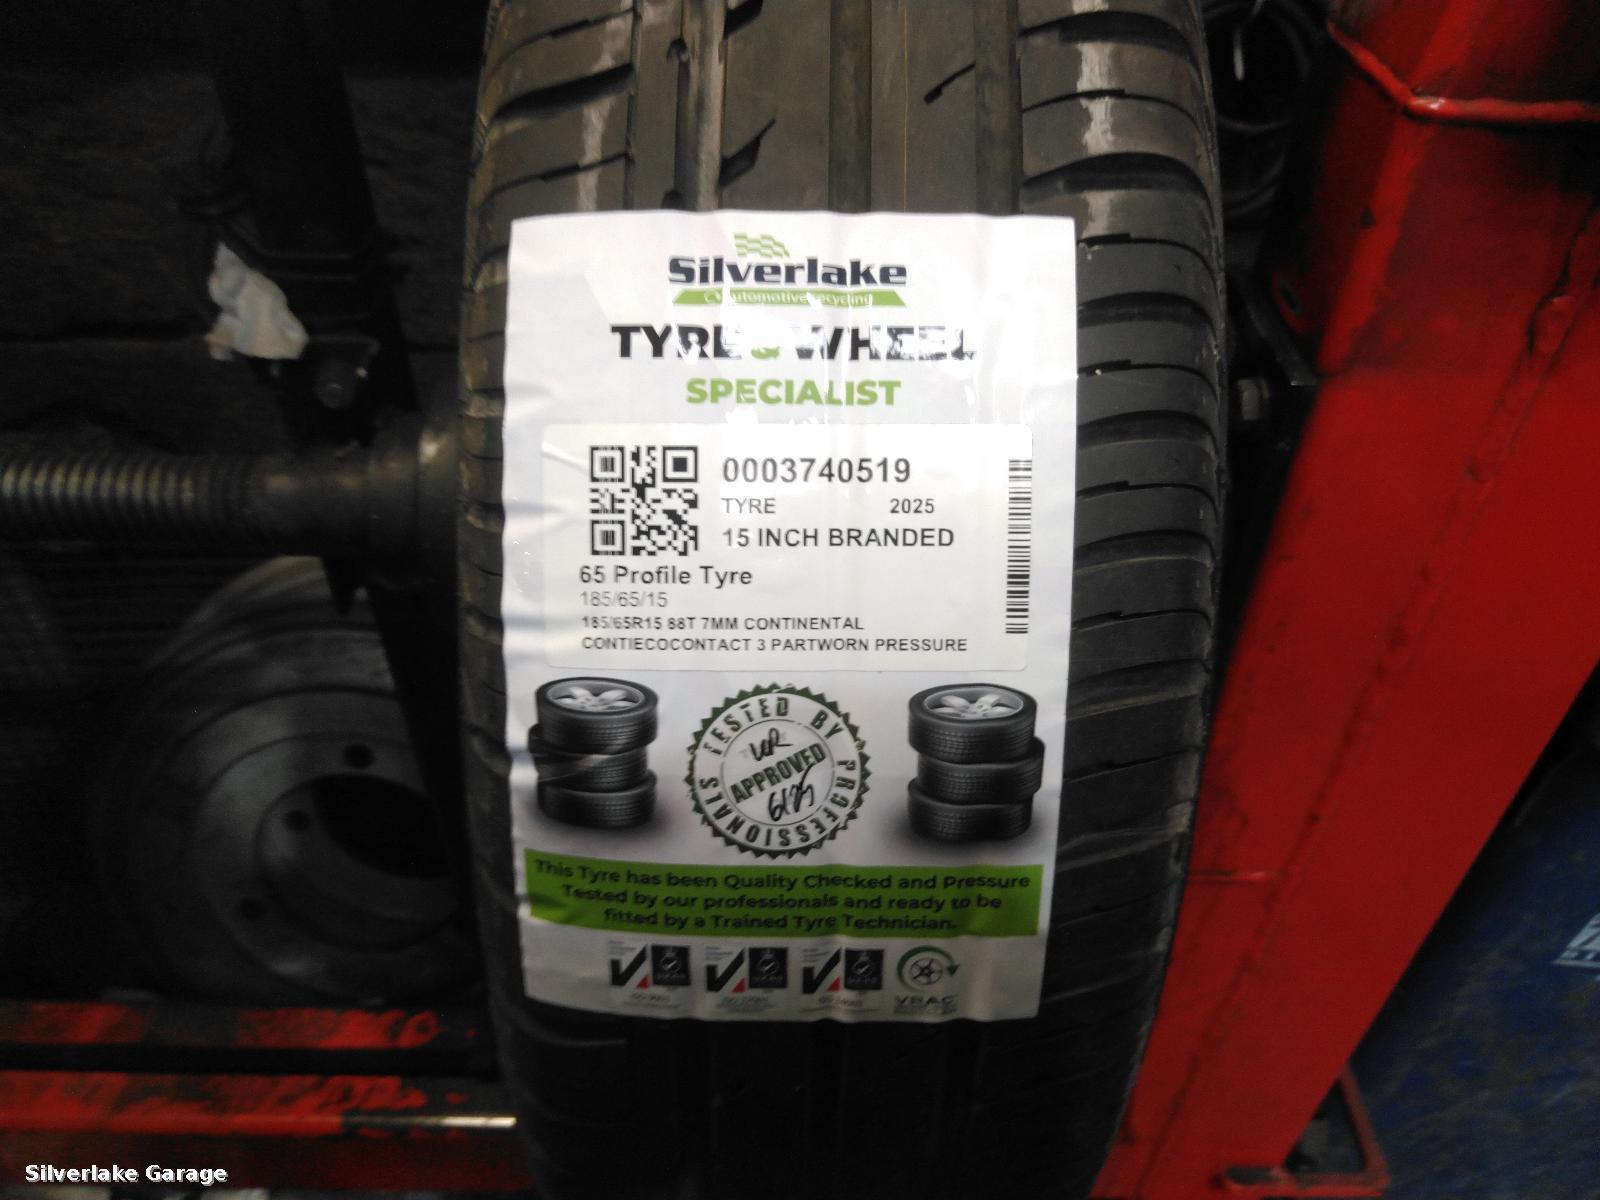 Silverlake
automotive recycling
TYRE & WHEEL
SPECIALIST
0003740519
TYRE 2025
15 INCH BRANDED
65 Profile Tyre
185/65/15
185/65R15 88T 7MM CONTINENTAL
CONTIECOCONTACT 3 PARTWORN PRESSURE
TESTED BY PROFESSIONALS
APPROVED
This Tyre has been Quality Checked and Pressure
Tested by our professionals and ready to be
fitted by a Trained Tyre Technician.
VRAC
Silverlake Garage